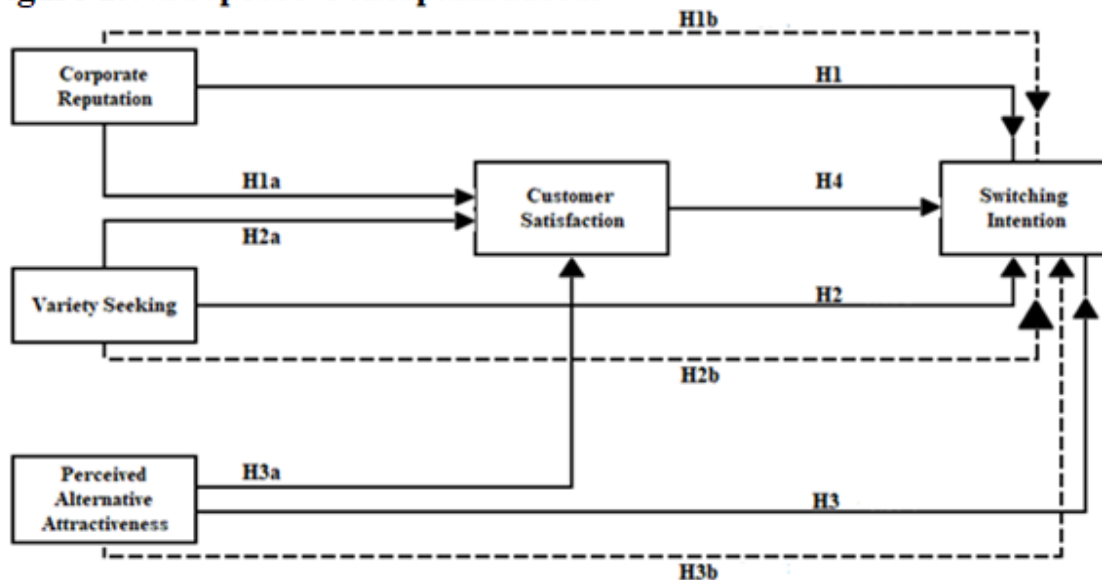 H1b
Corporate
Reputation
H1
H1a
Customer
Satisfaction
H4
Switching
Intention
H2a
Variety Seeking
H2
H2b
Perceived
Alternative
Attractiveness
H3a
H3
H3b